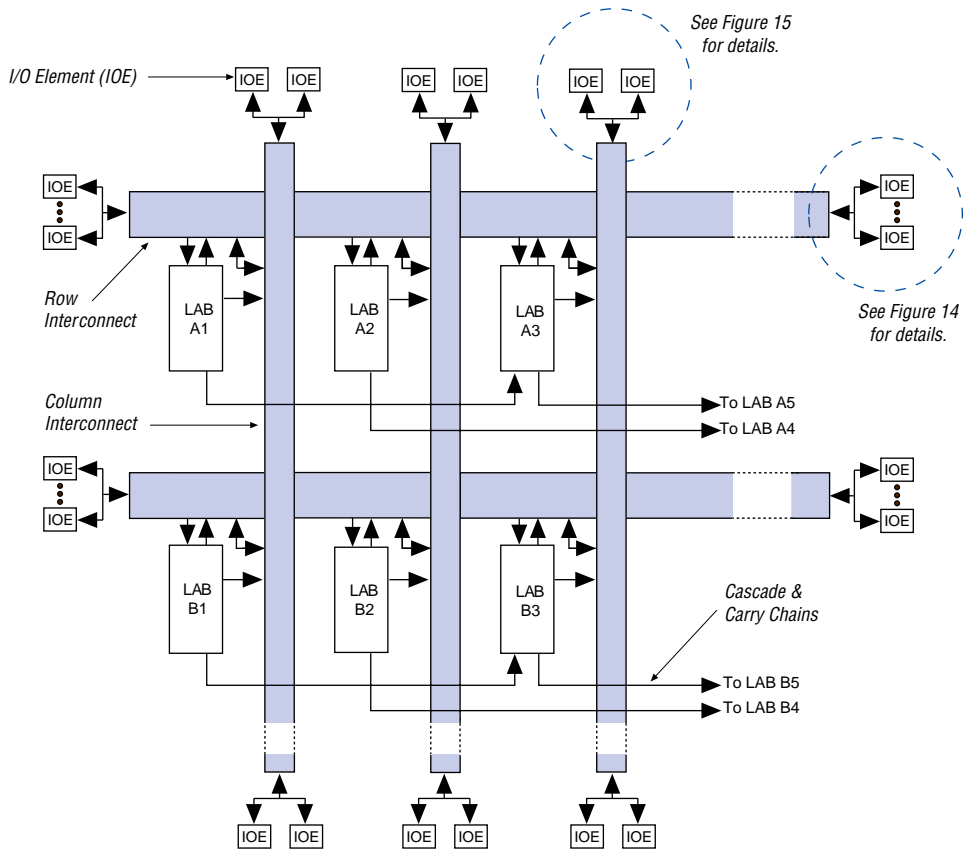 See Figure 15
for details.
I/O Element (IOE)
IOE
IOE
IOE
IOE
IOE
IOE
IOE
IOE
IOE
IOE
Row
Interconnect
LAB
A1
LAB
A2
LAB
A3
See Figure 14
for details.
Column
Interconnect
To LAB A5
To LAB A4
IOE
IOE
IOE
IOE
LAB
B1
LAB
B2
LAB
B3
Cascade &
Carry Chains
To LAB B5
To LAB B4
IOE
IOE
IOE
IOE
IOE
IOE